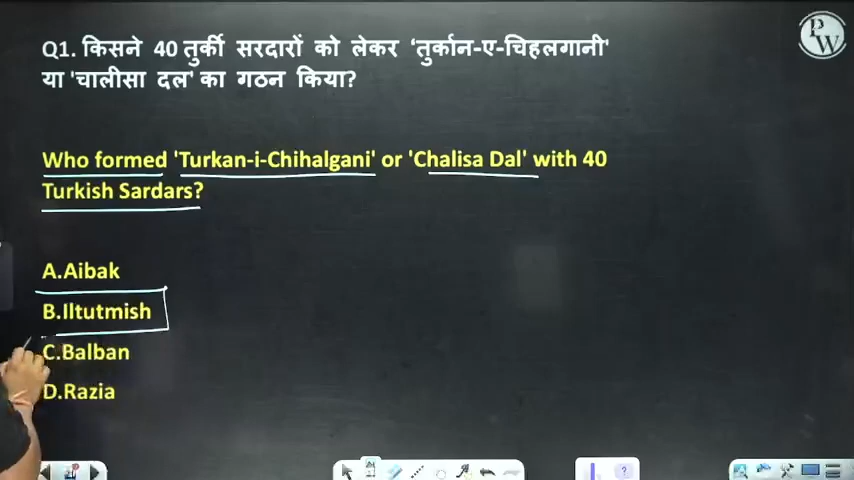 PW
Q1. किसने 40 तुर्की सरदारों को लेकर 'तुर्कान-ए-चिहलगानी'
या 'चालीसा दल' का गठन किया?
Who formed 'Turkan-i-Chihalgani' or 'Chalisa Dal' with 40
Turkish Sardars?
A.Aibak
B.Iltutmish
C.Balban
D.Razia